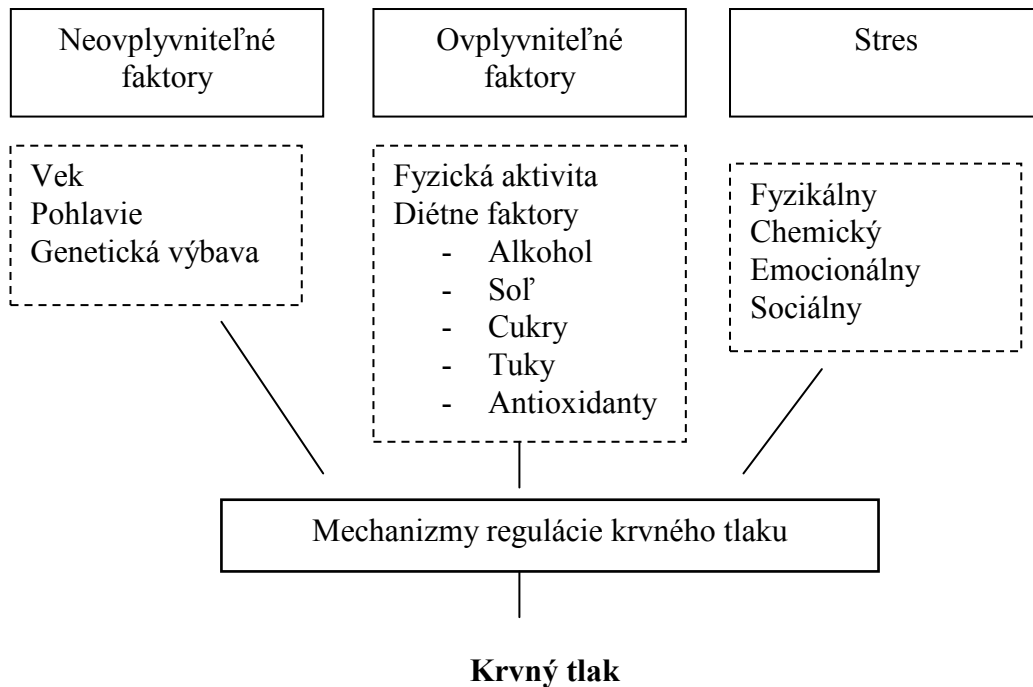 Neovplyvniteľné
faktory
Ovplyvniteľné
faktory
Stres
Vek
Pohlavie
Genetická výbava
Fyzická aktivita
Diétne faktory
- Alkohol
- Soľ
- Cukry
- Tuky
- Antioxidanty
Fyzikálny
Chemický
Emocionálny
Sociálny
Mechanizmy regulácie krvného tlaku
Krvný tlak